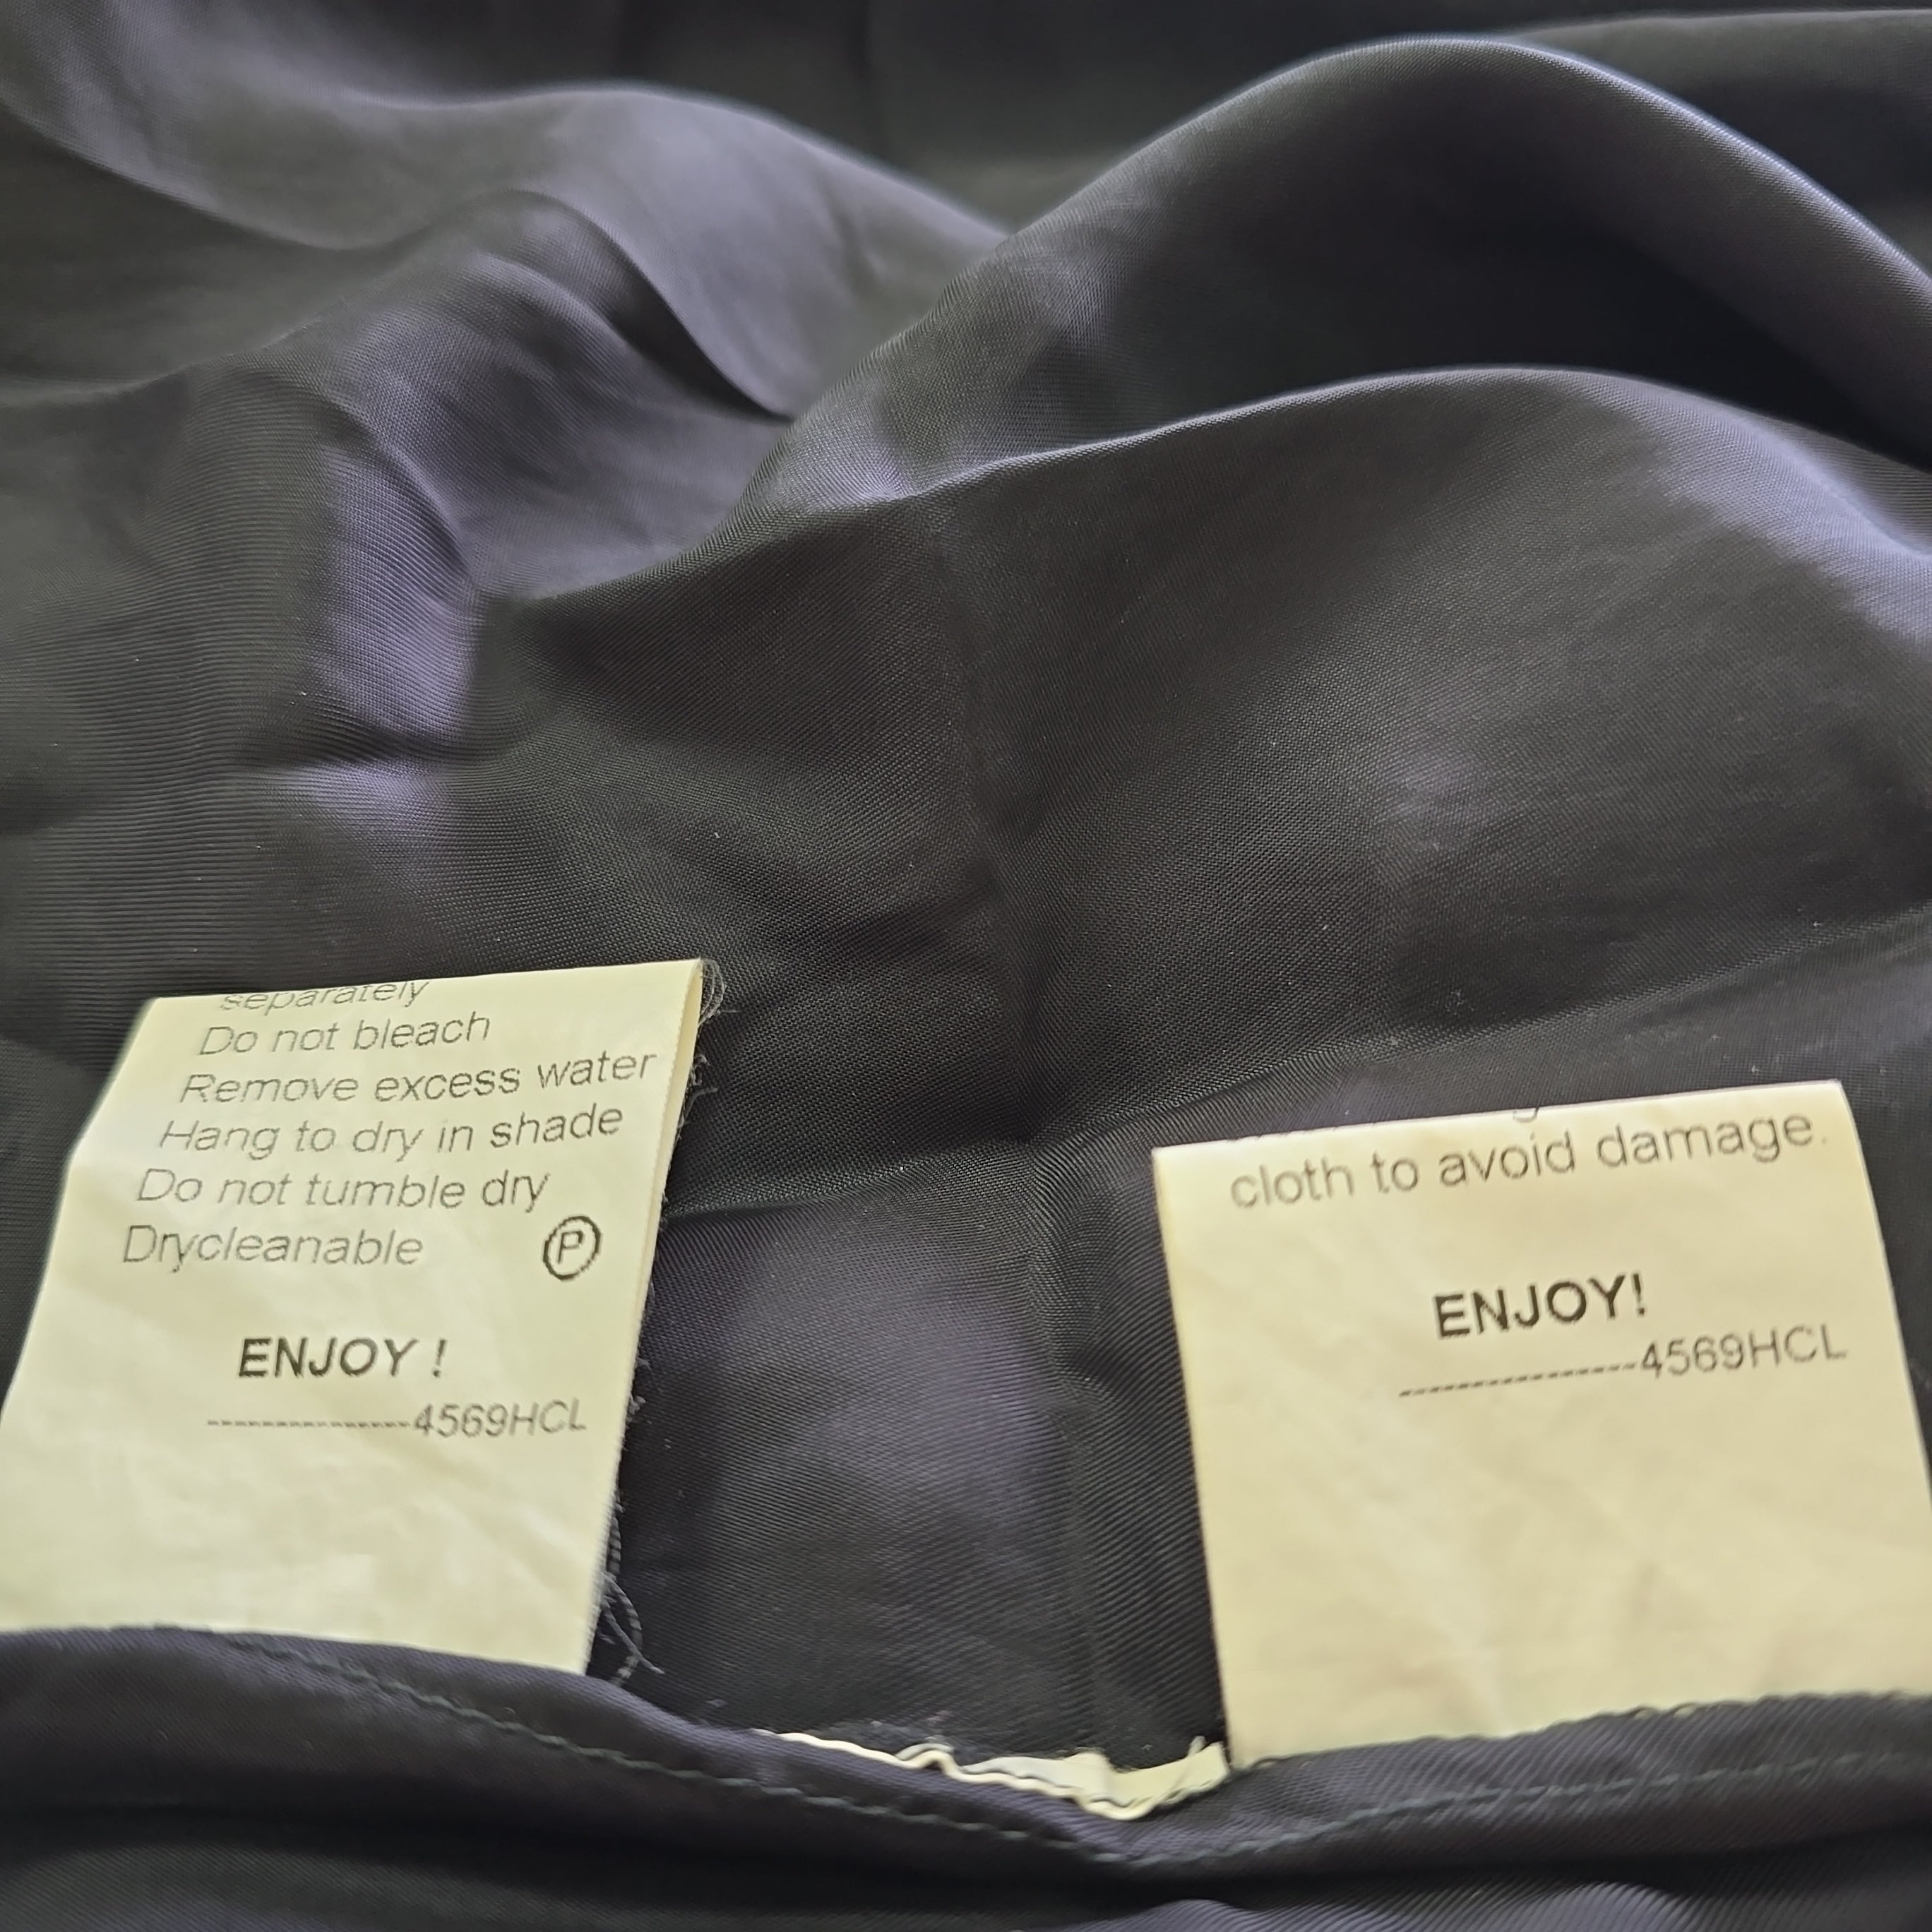 separately
Do not bleach
Remove excess water
Hang to dry in shade
Do not tumble dry
Drycleanable Ⓟ
ENJOY !
----------------4569HCL
cloth to avoid damage.
ENJOY!
----------------4569HCL